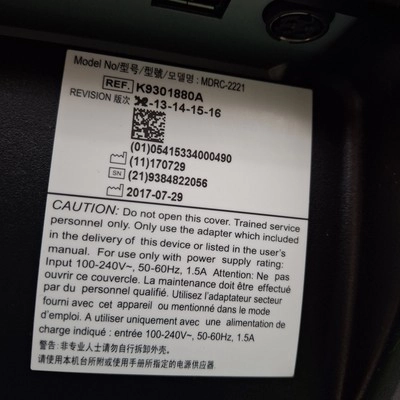 Model No/型号/型號/모델명 : MDRC-2221
REF. K9301880A
REVISION 版次 -13-14-15-16
(01)05415334000490
(11)170729
SN (21)9384822056
2017-07-29
CAUTION: Do not open this cover. Trained service
personnel only. Only use the adapter which included
in the delivery of this device or listed in the user's
manual. For use with power supply rating:
Input 100-240V~, 50-60Hz, 1.5A Attention: Ne pas
ouvrir ce couvercle. La maintenance doit être effectué
par du personnel qualifié. Utilisez l'adaptateur secteur
fourni avec cet appareil ou mentionné dans le mode
d'emploi. A utiliser uniquement avec une alimentation de
charge indiqué : entrée 100-240V~, 50-60Hz, 1.5A
警告: 非专业人士请勿自行拆卸外壳。
请使用本机台所附或使用手册所指定的电源供应器